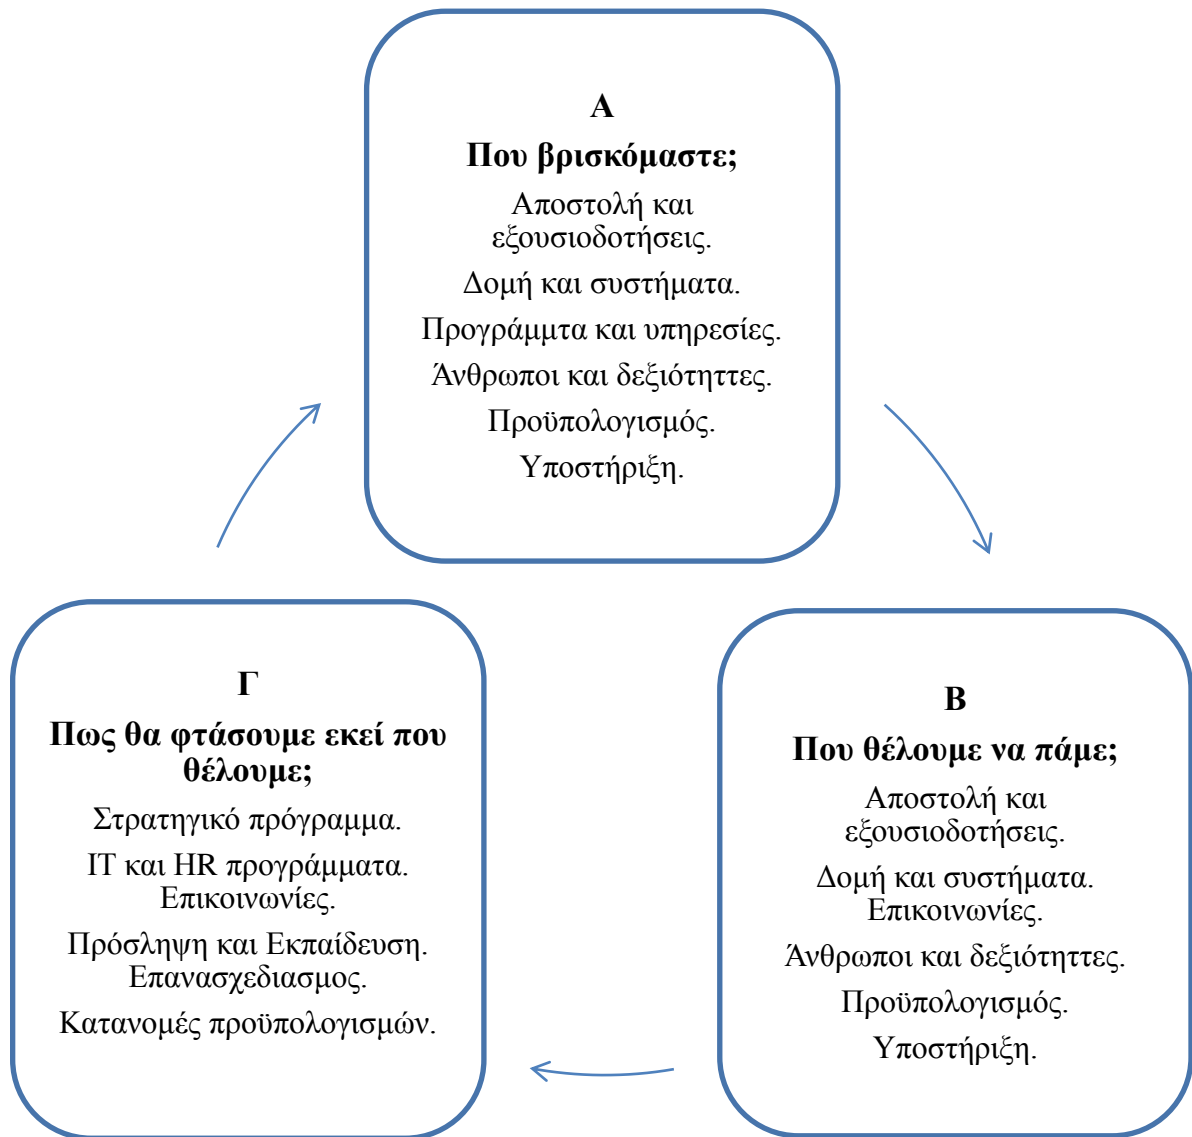 Α
Που βρισκόμαστε;
Αποστολή και
εξουσιοδοτήσεις.
Δομή και συστήματα.
Προγράμμτα και υπηρεσίες.
Άνθρωποι και δεξιότηττες.
Προϋπολογισμός.
Υποστήριξη.
Β
Που θέλουμε να πάμε;
Αποστολή και
εξουσιοδοτήσεις.
Δομή και συστήματα.
Επικοινωνίες.
Άνθρωποι και δεξιότηττες.
Προϋπολογισμός.
Υποστήριξη.
Γ
Πως θα φτάσουμε εκεί που
θέλουμε;
Στρατηγικό πρόγραμμα.
IT και HR προγράμματα.
Επικοινωνίες.
Πρόσληψη και Εκπαίδευση.
Επανασχεδιασμος.
Κατανομές προϋπολογισμών.